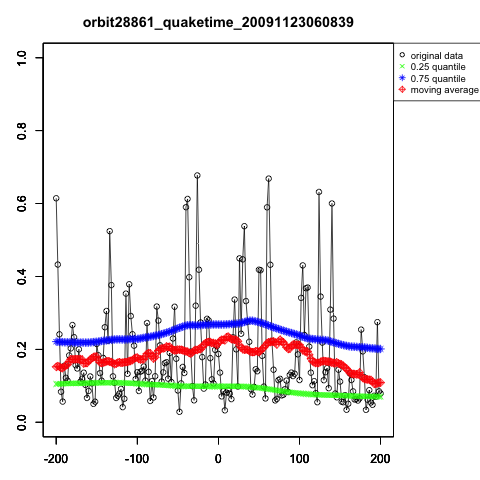 orbit28861_quaketime_20091123060839
original data
0.25 quantile
0.75 quantile
moving average
1.0
0.8
0.6
0.4
0.2
0.0
-200 -100 0 100 200